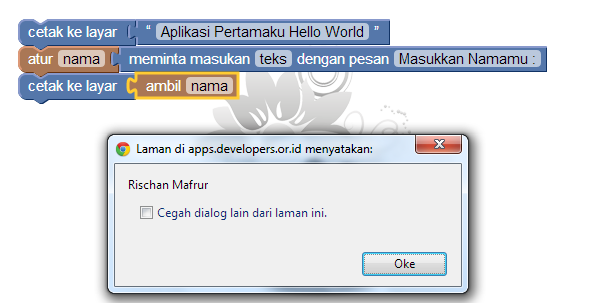 cetak ke layar “ Aplikasi Pertamaku Hello World ”
atur nama meminta masukan teks dengan pesan Masukkan Namamu :
cetak ke layar ambil nama
Laman di apps.developers.or.id menyatakan:
Rischan Mafrur
Cegah dialog lain dari laman ini.
Oke